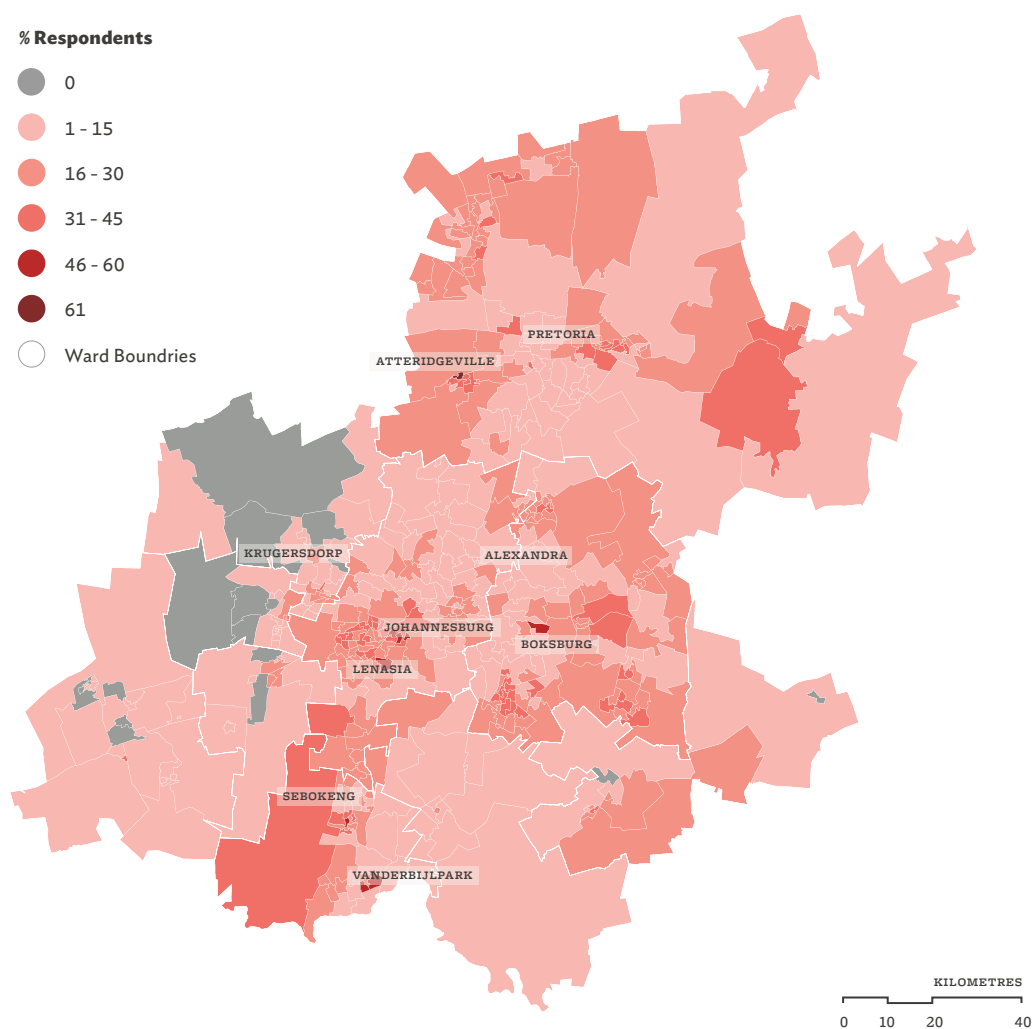 % Respondents
0
1 - 15
16 - 30
31 - 45
46 - 60
61
Ward Boundries
PRETORIA
ATTERIDGEVILLE
KRUGERSDORP
ALEXANDRA
JOHANNESBURG
BOKSBURG
LENASIA
SEBOKENG
VANDERBIJLPARK
KILOMETRES
0 10 20 40